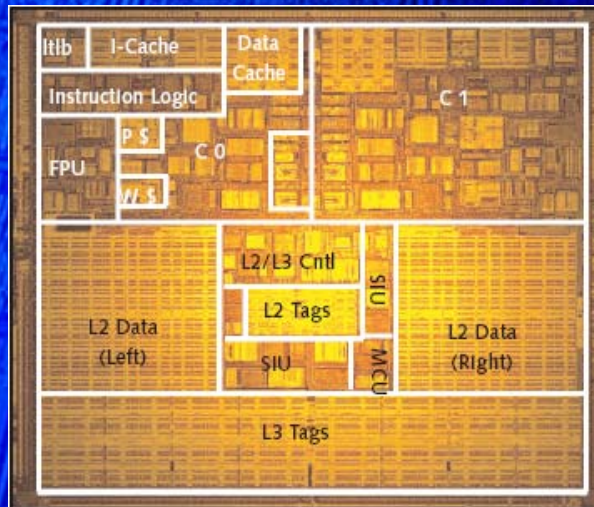 Itlb
I-Cache
Data
Cache
Instruction Logic
C 1
P $
C 0
FPU
W $
L2/L3 Cntl
SIU
L2 Tags
L2 Data
(Left)
L2 Data
(Right)
SIU
MCU
L3 Tags